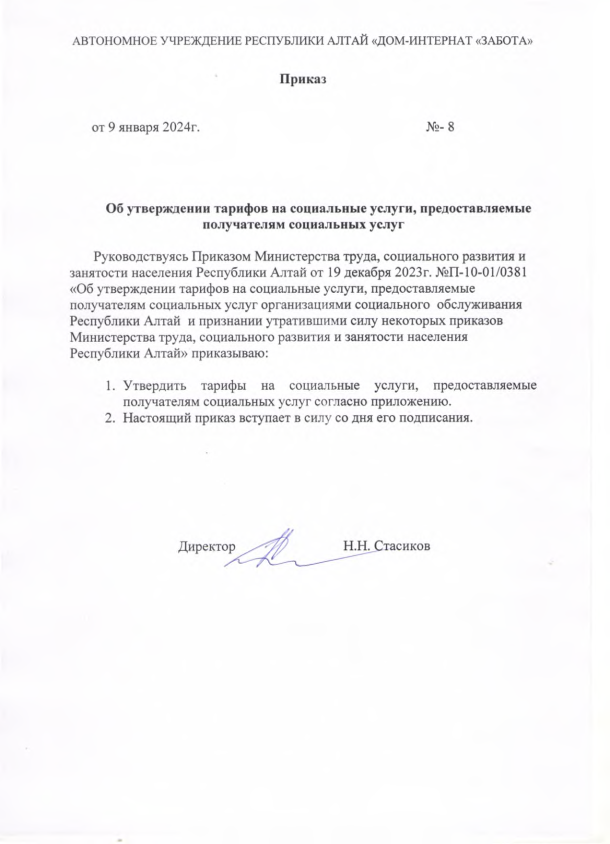 АВТОНОМНОЕ УЧРЕЖДЕНИЕ РЕСПУБЛИКИ АЛТАЙ «ДОМ-ИНТЕРНАТ «ЗАБОТА»
Приказ
от 9 января 2024г. №- 8
Об утверждении тарифов на социальные услуги, предоставляемые
получателям социальных услуг
Руководствуясь Приказом Министерства труда, социального развития и
занятости населения Республики Алтай от 19 декабря 2023г. №П-10-01/0381
«Об утверждении тарифов на социальные услуги, предоставляемые
получателям социальных услуг организациями социального обслуживания
Республики Алтай и признании утратившими силу некоторых приказов
Министерства труда, социального развития и занятости населения
Республики Алтай» приказываю:
1. Утвердить тарифы на социальные услуги, предоставляемые
получателям социальных услуг согласно приложению.
2. Настоящий приказ вступает в силу со дня его подписания.
Директор Н.Н. Стасиков